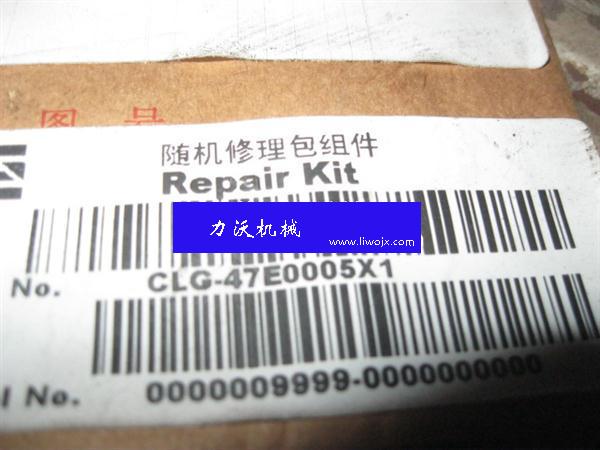 图号
随机修理包组件
Repair Kit
力沃机械
www.liwojx.com
No. CLG-47E0005X1
l No. 0000009999-0000000000